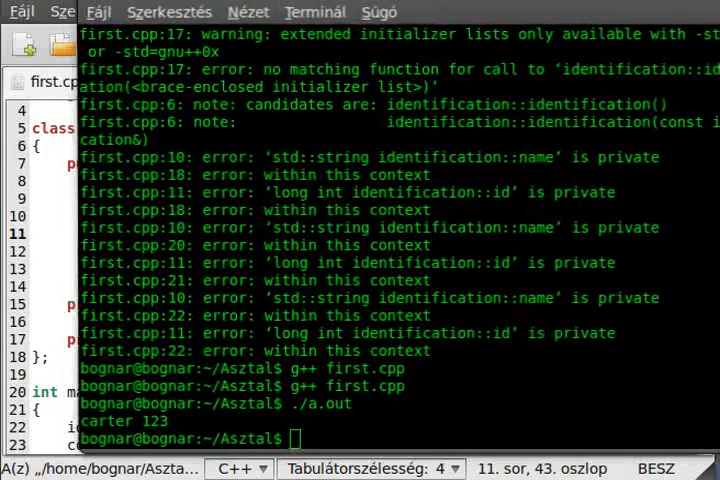 Fájl Sze
Fájl Szerkesztés Nézet Terminál Súgó
first.cp
4
5 class
6 {
7
8
9
10
11
12
13
14
15
16
17
18 };
19
20 int ma
21 {
22
23
first.cpp:17: warning: extended initializer lists only available with -st
or -std=gnu++0x
first.cpp:17: error: no matching function for call to ‘identification::id
ation(<brace-enclosed initializer list>)’
first.cpp:6: note: candidates are: identification::identification()
first.cpp:6: note:                 identification::identification(const i
cation&)
first.cpp:10: error: ‘std::string identification::name’ is private
first.cpp:18: error: within this context
first.cpp:11: error: ‘long int identification::id’ is private
first.cpp:18: error: within this context
first.cpp:10: error: ‘std::string identification::name’ is private
first.cpp:20: error: within this context
first.cpp:11: error: ‘long int identification::id’ is private
first.cpp:21: error: within this context
first.cpp:10: error: ‘std::string identification::name’ is private
first.cpp:22: error: within this context
first.cpp:11: error: ‘long int identification::id’ is private
first.cpp:22: error: within this context
bognar@bognar:~/Asztal$ g++ first.cpp
bognar@bognar:~/Asztal$ g++ first.cpp
bognar@bognar:~/Asztal$ ./a.out
carter 123
bognar@bognar:~/Asztal$
A(z) „/home/bognar/Aszta… C++ Tabulátorszélesség: 4 11. sor, 43. oszlop BESZ